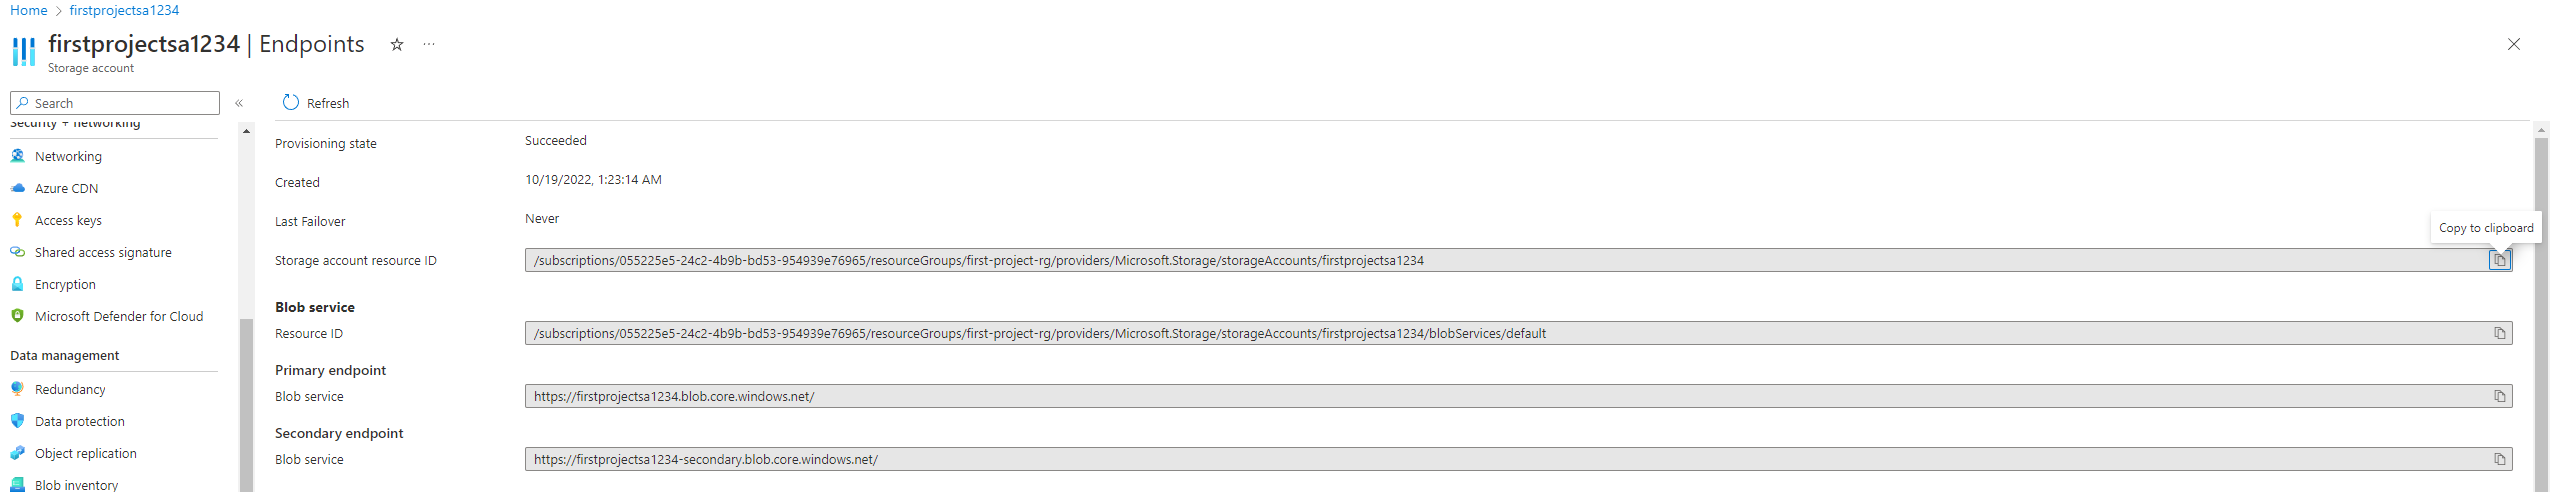 Home > firstprojectsa1234
firstprojectsa1234 | Endpoints
Storage account
Search
Refresh
Security + networking
Networking
Azure CDN
Access keys
Shared access signature
Encryption
Microsoft Defender for Cloud
Data management
Redundancy
Data protection
Object replication
Blob inventory
Provisioning state Succeeded
Created 10/19/2022, 1:23:14 AM
Last Failover Never
Copy to clipboard
Storage account resource ID /subscriptions/055225e5-24c2-4b9b-bd53-954939e76965/resourceGroups/first-project-rg/providers/Microsoft.Storage/storageAccounts/firstprojectsa1234
Blob service
Resource ID /subscriptions/055225e5-24c2-4b9b-bd53-954939e76965/resourceGroups/first-project-rg/providers/Microsoft.Storage/storageAccounts/firstprojectsa1234/blobServices/default
Primary endpoint
Blob service https://firstprojectsa1234.blob.core.windows.net/
Secondary endpoint
Blob service https://firstprojectsa1234-secondary.blob.core.windows.net/